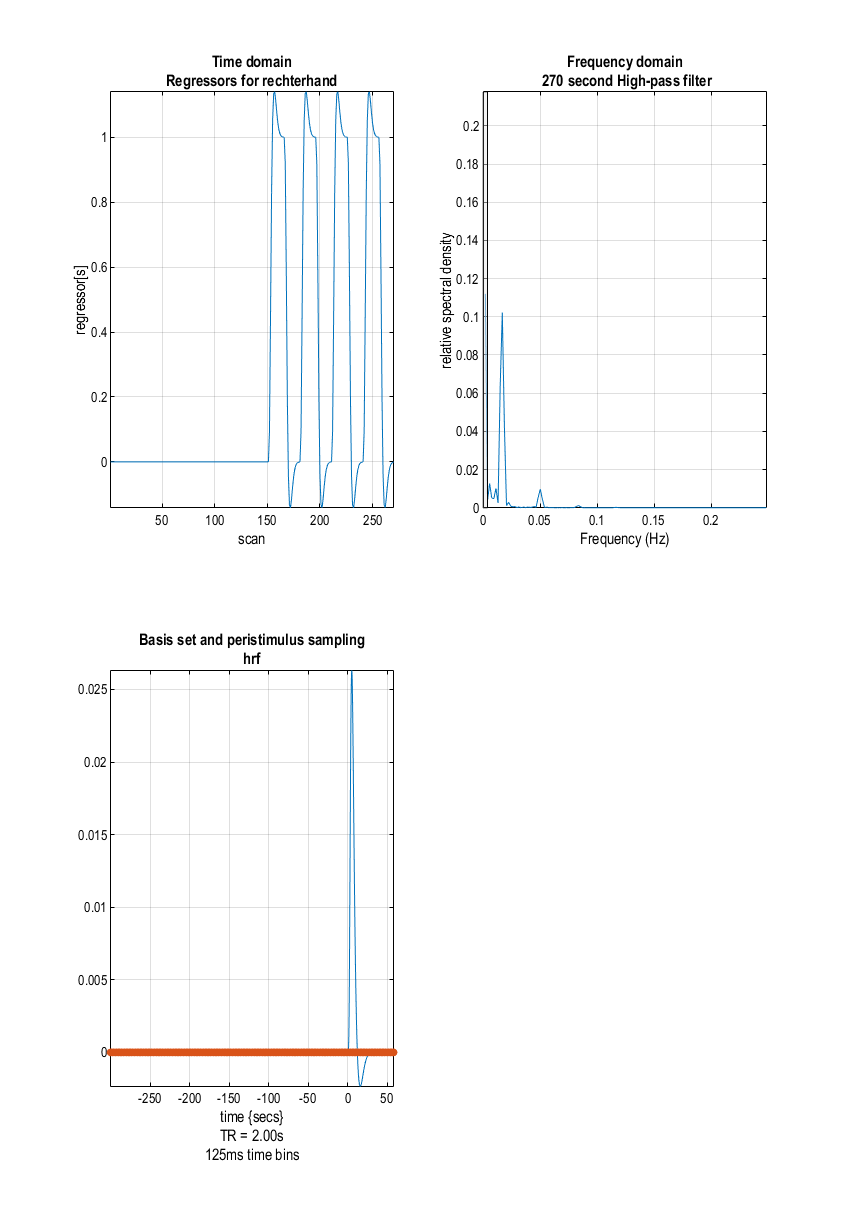 Time domain
Regressors for rechterhand
1
0.8
0.6
0.4
0.2
0
regressor[s]
50 100 150 200 250
scan
Frequency domain
270 second High-pass filter
0.2
0.18
0.16
0.14
0.12
0.1
0.08
0.06
0.04
0.02
0
relative spectral density
0 0.05 0.1 0.15 0.2
Frequency (Hz)
Basis set and peristimulus sampling
hrf
0.025
0.02
0.015
0.01
0.005
0
-250 -200 -150 -100 -50 0 50
time {secs}
TR = 2.00s
125ms time bins